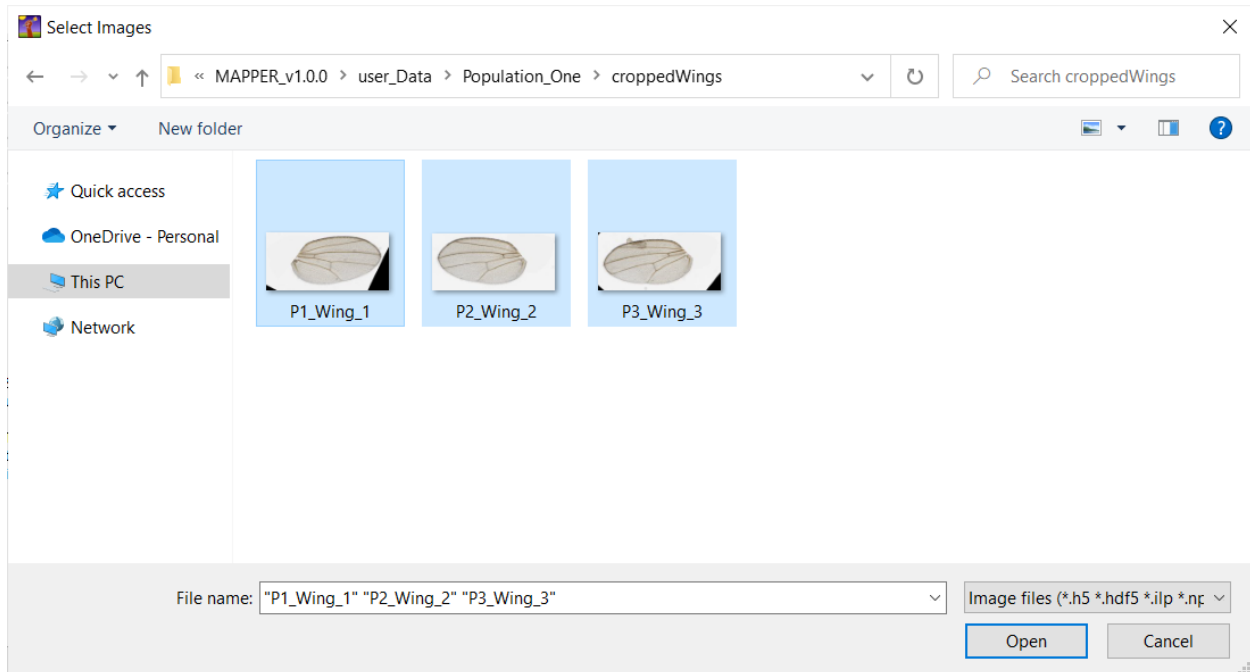 Select Images
« MAPPER_v1.0.0 > user_Data > Population_One > croppedWings
Search croppedWings
Organize
New folder
Quick access
OneDrive - Personal
This PC
Network
P1_Wing_1
P2_Wing_2
P3_Wing_3
File name: "P1_Wing_1" "P2_Wing_2" "P3_Wing_3"
Image files (*.h5 *.hdf5 *.ilp *.np
Open
Cancel